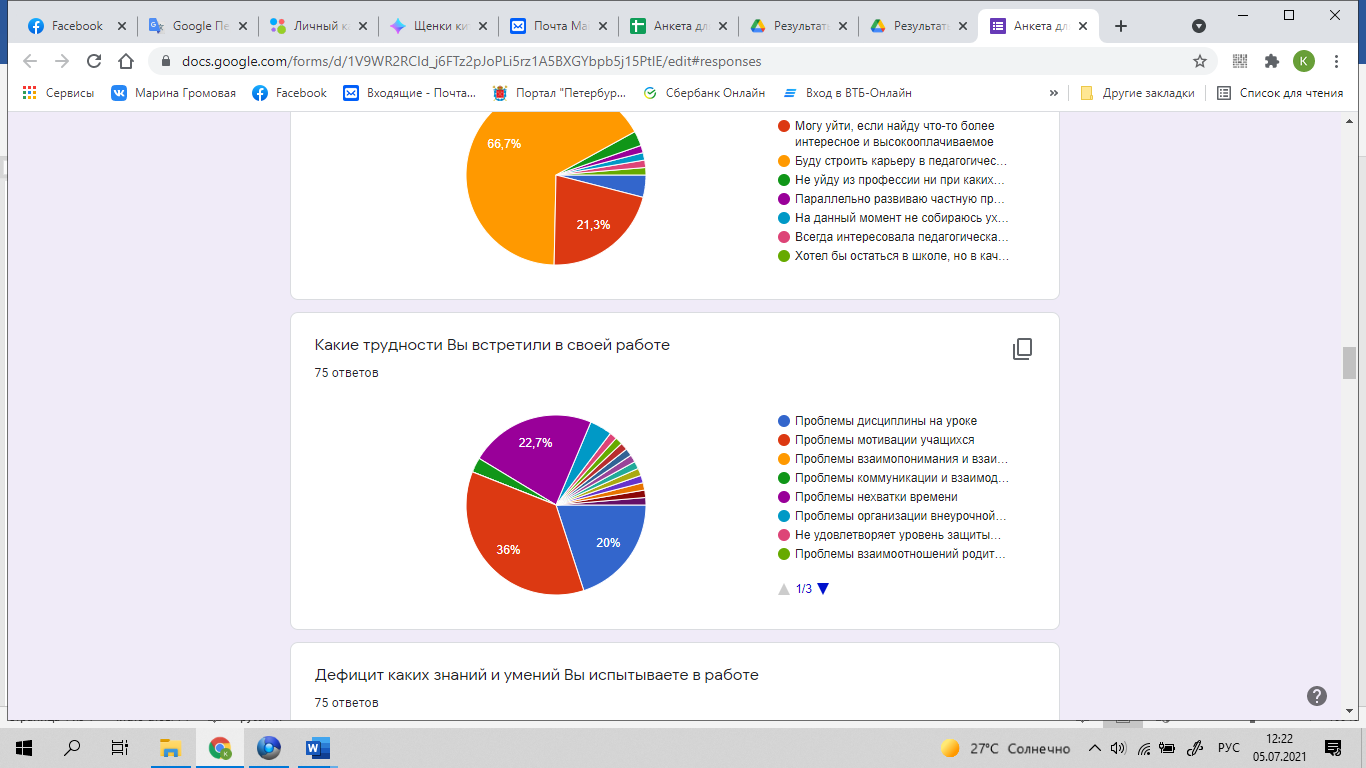 Facebook
Google Пе
Личный ка
Щенки ки
Почта Ма
Анкета дл
Результать
Результать
Анкета дл
docs.google.com/forms/d/1V9WR2RCId_j6FTz2pJoPLi5rz1A5BXGYbpb5j15PtIE/edit#responses
K
Сервисы
Марина Громовая
Facebook
Входящие - Почта...
Портал "Петербур...
Сбербанк Онлайн
Вход в ВТБ-Онлайн
»
Другие закладки
Список для чтения
66,7%
21,3%
Могу уйти, если найду что-то более
интересное и высокооплачиваемое
Буду строить карьеру в педагогичес…
Не уйду из профессии ни при каких…
Параллельно развиваю частную пр…
На данный момент не собираюсь ух…
Всегда интересовала педагогическа…
Хотел бы остаться в школе, но в кач…
Какие трудности Вы встретили в своей работе
75 ответов
22,7%
36%
20%
Проблемы дисциплины на уроке
Проблемы мотивации учащихся
Проблемы взаимопонимания и взаи…
Проблемы коммуникации и взаимод…
Проблемы нехватки времени
Проблемы организации внеурочной…
Не удовлетворяет уровень защиты…
Проблемы взаимоотношений родит…
1/3
Дефицит каких знаний и умений Вы испытываете в работе
75 ответов
27°C Солнечно
РУС
12:22
05.07.2021